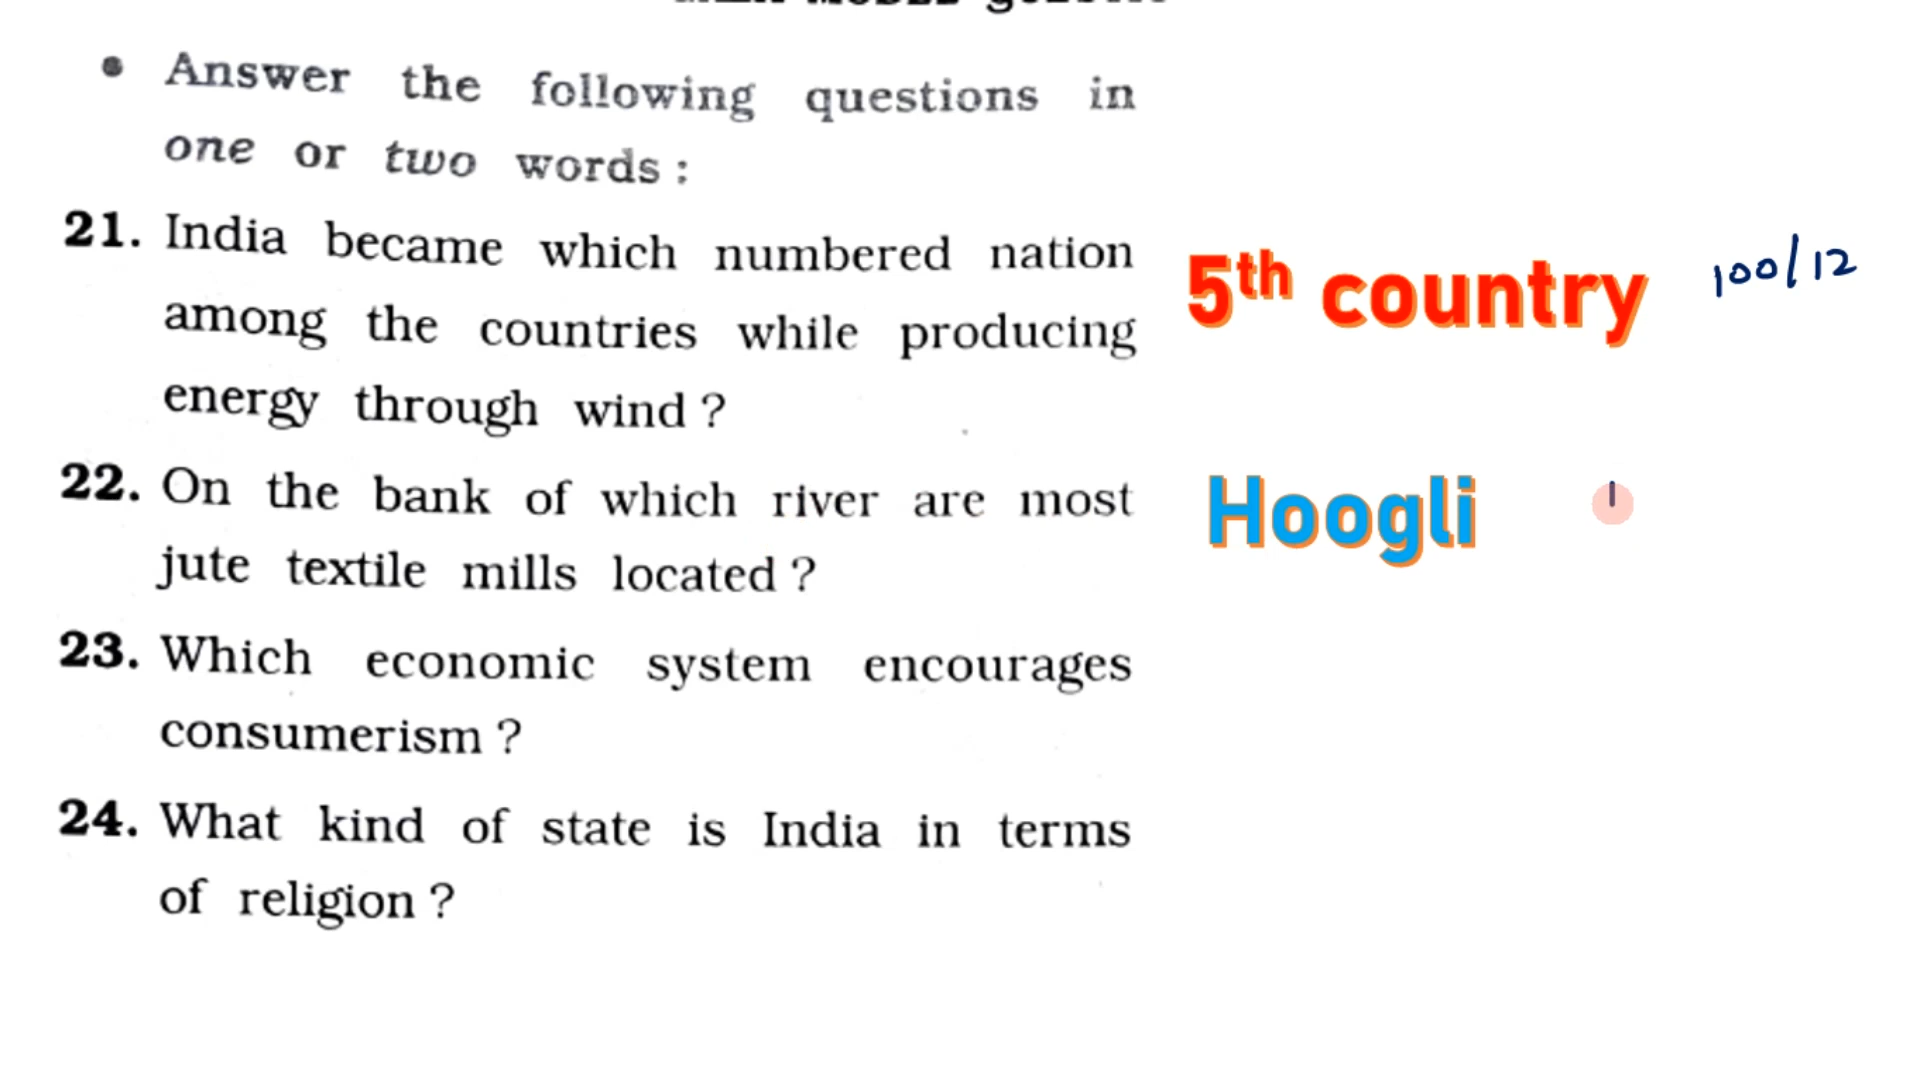 • Answer the following questions in
one or two words :
21. India became which numbered nation
among the countries while producing
energy through wind ?
5th country
100/12
22. On the bank of which river are most
jute textile mills located ?
Hoogli
23. Which economic system encourages
consumerism ?
24. What kind of state is India in terms
of religion ?